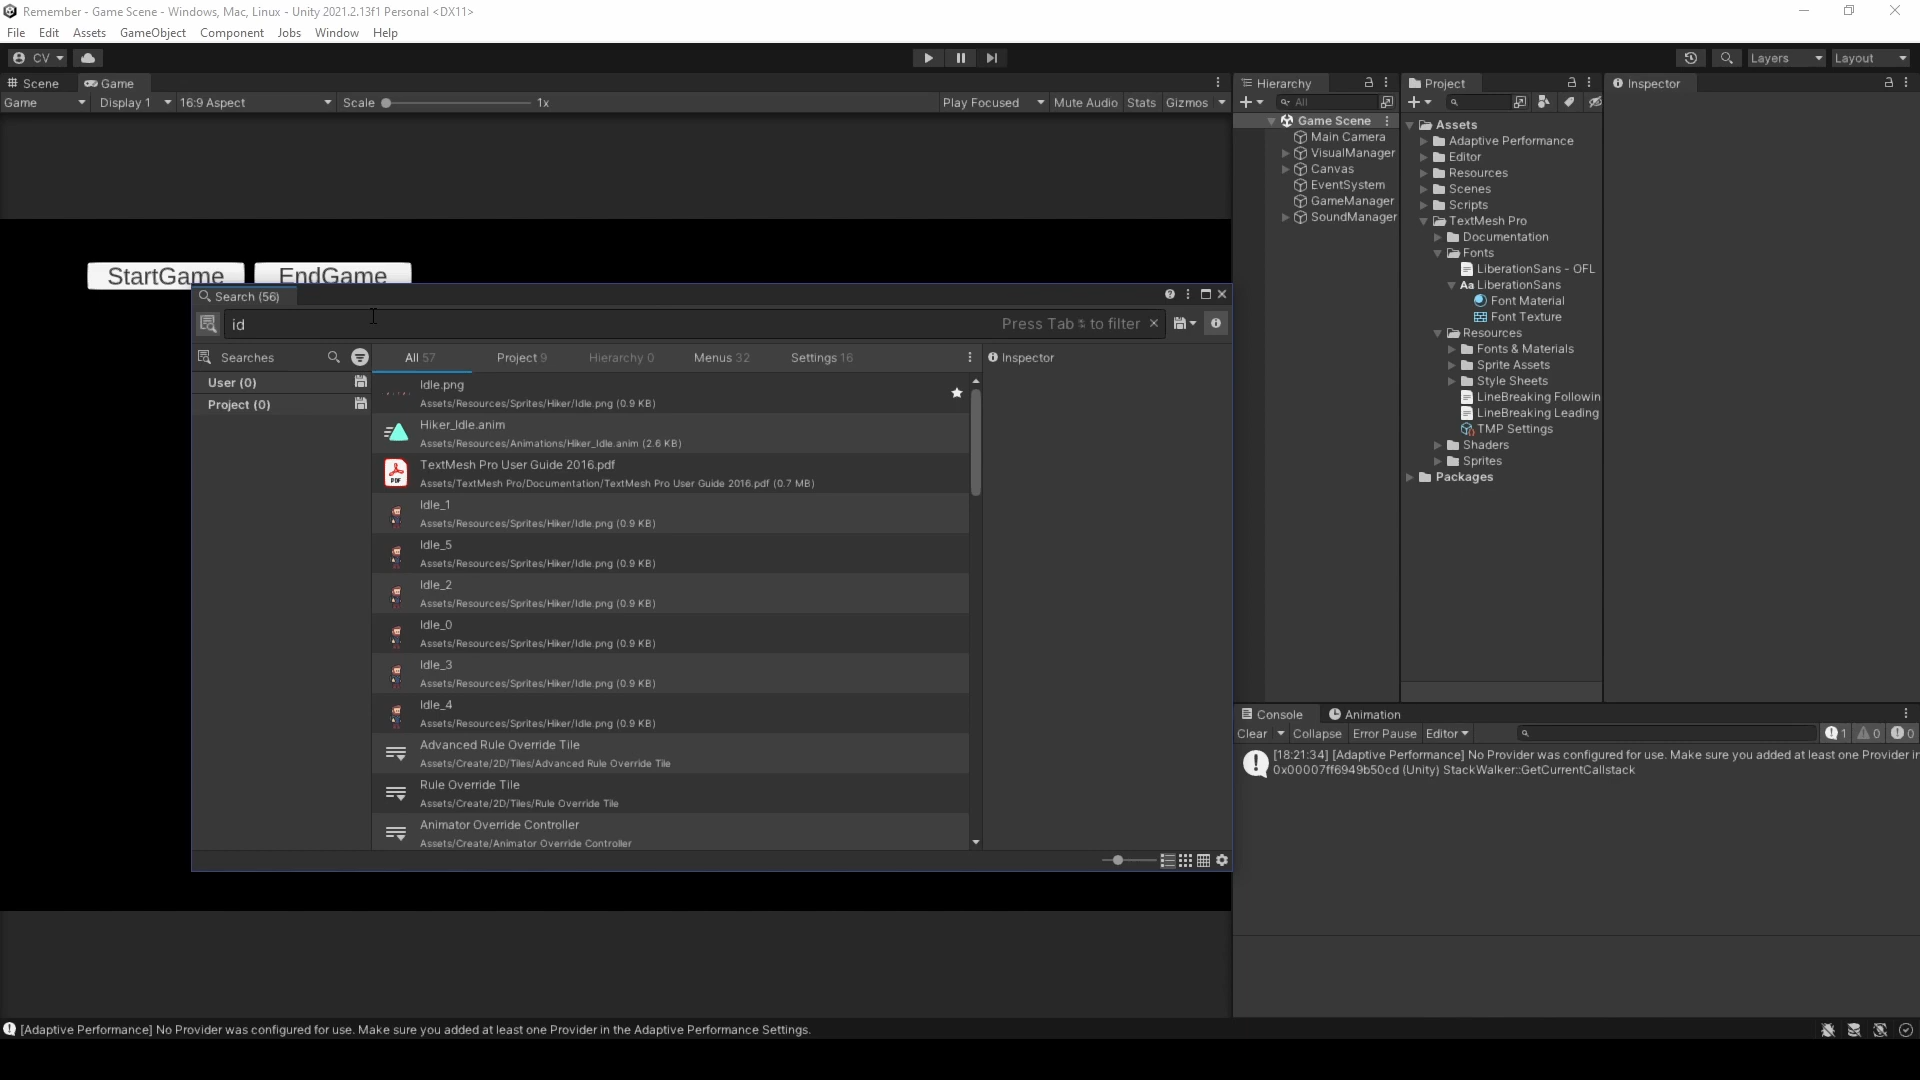 Remember - Game Scene - Windows, Mac, Linux - Unity 2021.2.13f1 Personal <DX11>
File Edit Assets GameObject Component Jobs Window Help
CV Layers Layout
Scene Game
Game Display 1 16:9 Aspect Scale 1x Play Focused Mute Audio Stats Gizmos
StartGame EndGame
Search (56)
id Press Tab to filter
Searches
User (0)
Project (0)
All 57 Project 9 Hierarchy 0 Menus 32 Settings 16
Idle.png
Assets/Resources/Sprites/Hiker/Idle.png (0.9 KB)
Hiker_Idle.anim
Assets/Resources/Animations/Hiker_Idle.anim (2.6 KB)
PDF
TextMesh Pro User Guide 2016.pdf
Assets/TextMesh Pro/Documentation/TextMesh Pro User Guide 2016.pdf (0.7 MB)
Idle_1
Assets/Resources/Sprites/Hiker/Idle.png (0.9 KB)
Idle_5
Assets/Resources/Sprites/Hiker/Idle.png (0.9 KB)
Idle_2
Assets/Resources/Sprites/Hiker/Idle.png (0.9 KB)
Idle_0
Assets/Resources/Sprites/Hiker/Idle.png (0.9 KB)
Idle_3
Assets/Resources/Sprites/Hiker/Idle.png (0.9 KB)
Idle_4
Assets/Resources/Sprites/Hiker/Idle.png (0.9 KB)
Advanced Rule Override Tile
Assets/Create/2D/Tiles/Advanced Rule Override Tile
Rule Override Tile
Assets/Create/2D/Tiles/Rule Override Tile
Animator Override Controller
Assets/Create/Animator Override Controller
Inspector
Hierarchy
All
Game Scene
Main Camera
VisualManager
Canvas
EventSystem
GameManager
SoundManager
Project
Assets
Adaptive Performance
Editor
Resources
Scenes
Scripts
TextMesh Pro
Documentation
Fonts
LiberationSans - OFL
Aa LiberationSans
Font Material
Font Texture
Resources
Fonts & Materials
Sprite Assets
Style Sheets
LineBreaking Followin
LineBreaking Leading
TMP Settings
Shaders
Sprites
Packages
Inspector
Console Animation
Clear Collapse Error Pause Editor 1 0 0
[18:21:34] [Adaptive Performance] No Provider was configured for use. Make sure you added at least one Provider in
0x00007ff6949b50cd (Unity) StackWalker::GetCurrentCallstack
[Adaptive Performance] No Provider was configured for use. Make sure you added at least one Provider in the Adaptive Performance Settings.